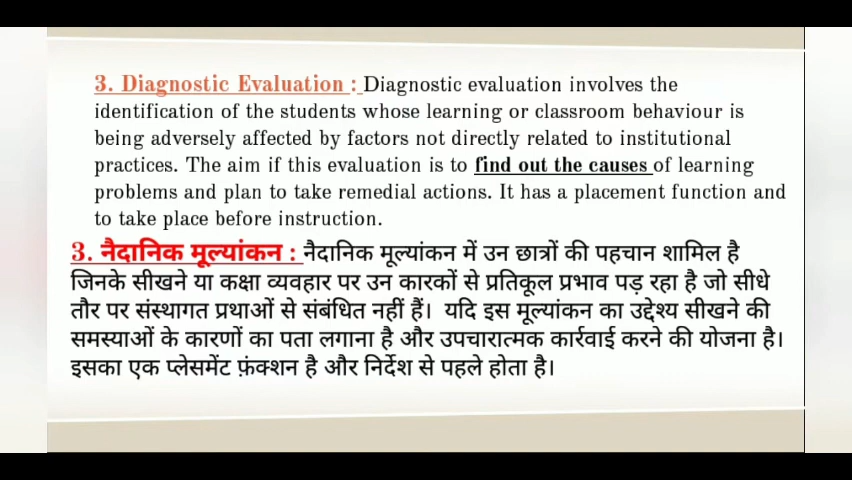 3. Diagnostic Evaluation : Diagnostic evaluation involves the
identification of the students whose learning or classroom behaviour is
being adversely affected by factors not directly related to institutional
practices. The aim if this evaluation is to find out the causes of learning
problems and plan to take remedial actions. It has a placement function and
to take place before instruction.
3. नैदानिक मूल्यांकन : नैदानिक मूल्यांकन में उन छात्रों की पहचान शामिल है
जिनके सीखने या कक्षा व्यवहार पर उन कारकों से प्रतिकूल प्रभाव पड़ रहा है जो सीधे
तौर पर संस्थागत प्रथाओं से संबंधित नहीं हैं। यदि इस मूल्यांकन का उद्देश्य सीखने की
समस्याओं के कारणों का पता लगाना है और उपचारात्मक कार्रवाई करने की योजना है।
इसका एक प्लेसमेंट फ़ंक्शन है और निर्देश से पहले होता है।